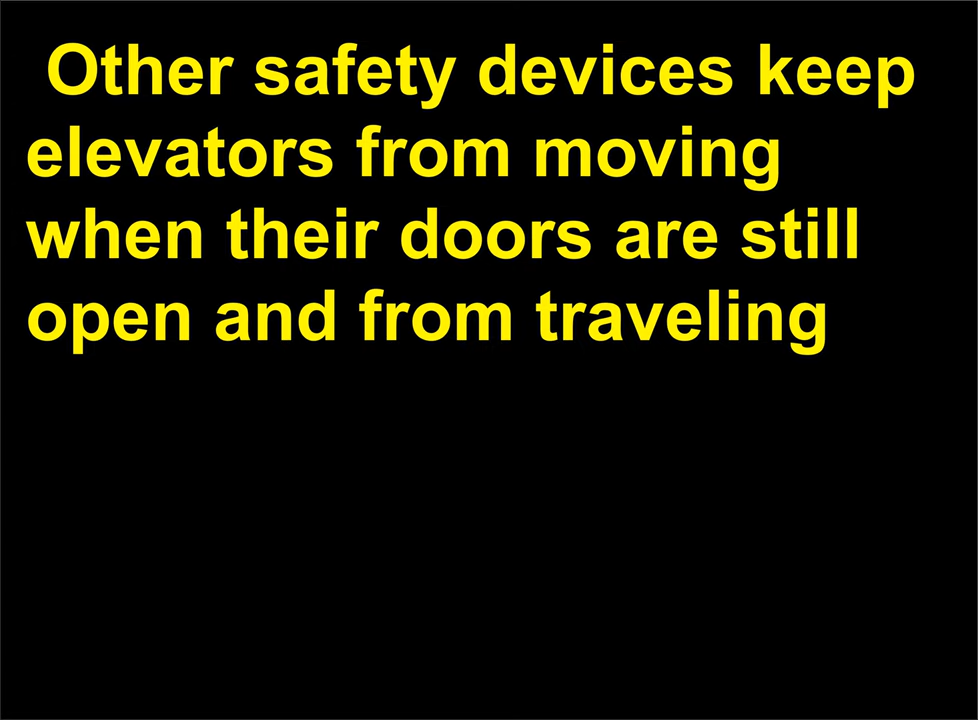 Other safety devices keep
elevators from moving
when their doors are still
open and from traveling